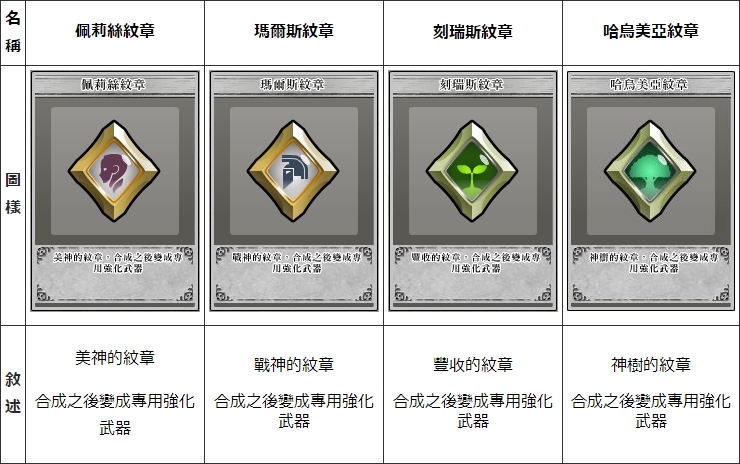 名稱
佩莉絲紋章
瑪爾斯紋章
刻瑞斯紋章
哈烏美亞紋章
圖樣
佩莉絲紋章
美神的紋章，合成之後變成專
用強化武器
瑪爾斯紋章
戰神的紋章，合成之後變成專
用強化武器
刻瑞斯紋章
豐收的紋章，合成之後變成專
用強化武器
哈烏美亞紋章
神樹的紋章，合成之後變成專
用強化武器
敘述
美神的紋章
合成之後變成專用強化
武器
戰神的紋章
合成之後變成專用強化
武器
豐收的紋章
合成之後變成專用強化
武器
神樹的紋章
合成之後變成專用強化
武器